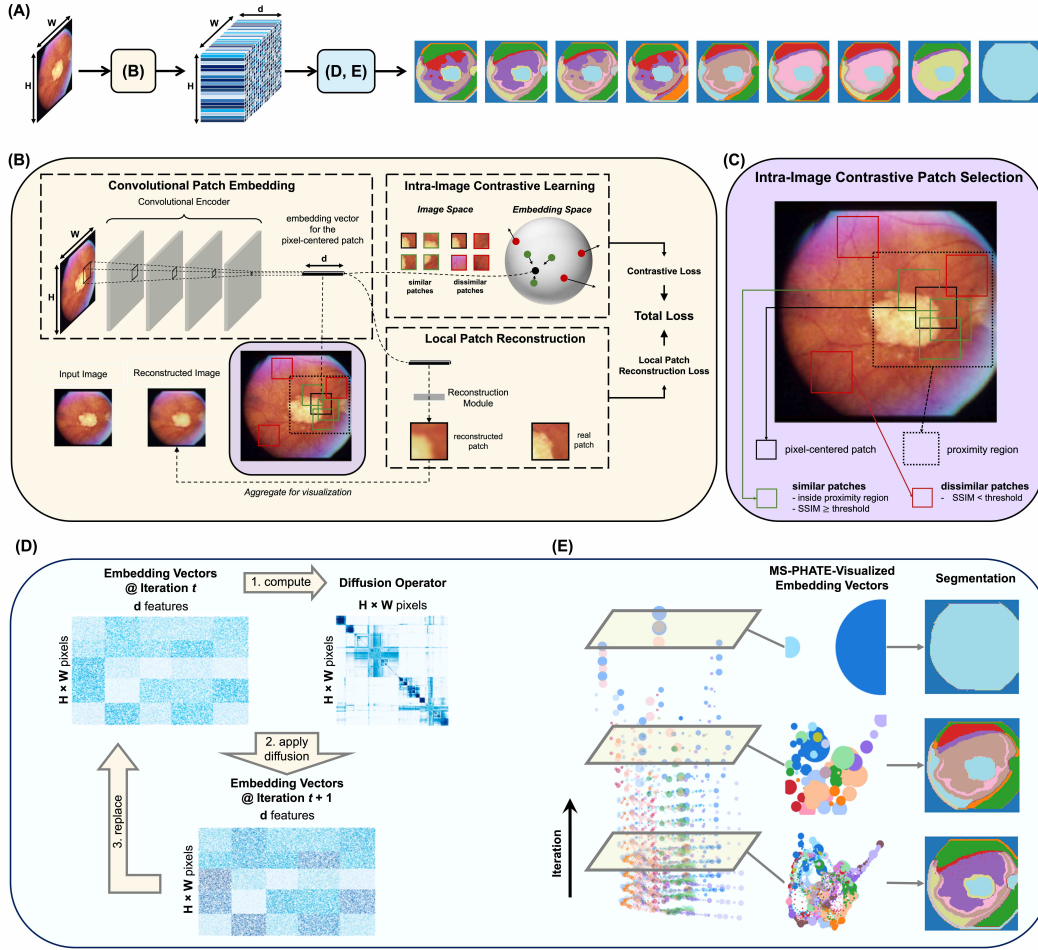 (A)
W
d
H
(B)
H
(D, E)
(B)
Convolutional Patch Embedding
Convolutional Encoder
W
H
embedding vector
for the
pixel-centered patch
d
Intra-Image Contrastive Learning
Image Space
Embedding Space
similar
patches
dissimilar
patches
Contrastive Loss
Total Loss
Local Patch
Reconstruction Loss
Local Patch Reconstruction
Reconstruction
Module
reconstructed
patch
real
patch
Input Image
Reconstructed Image
Aggregate for visualization
(C)
Intra-Image Contrastive Patch Selection
pixel-centered patch
proximity region
similar patches
- inside proximity region
- SSIM ≥ threshold
dissimilar patches
- SSIM < threshold
(D)
Embedding Vectors
@ Iteration t
d features
H × W pixels
1. compute
Diffusion Operator
H × W pixels
H × W pixels
2. apply
diffusion
3. replace
Embedding Vectors
@ Iteration t + 1
d features
H × W pixels
(E)
MS-PHATE-Visualized
Embedding Vectors
Segmentation
Iteration